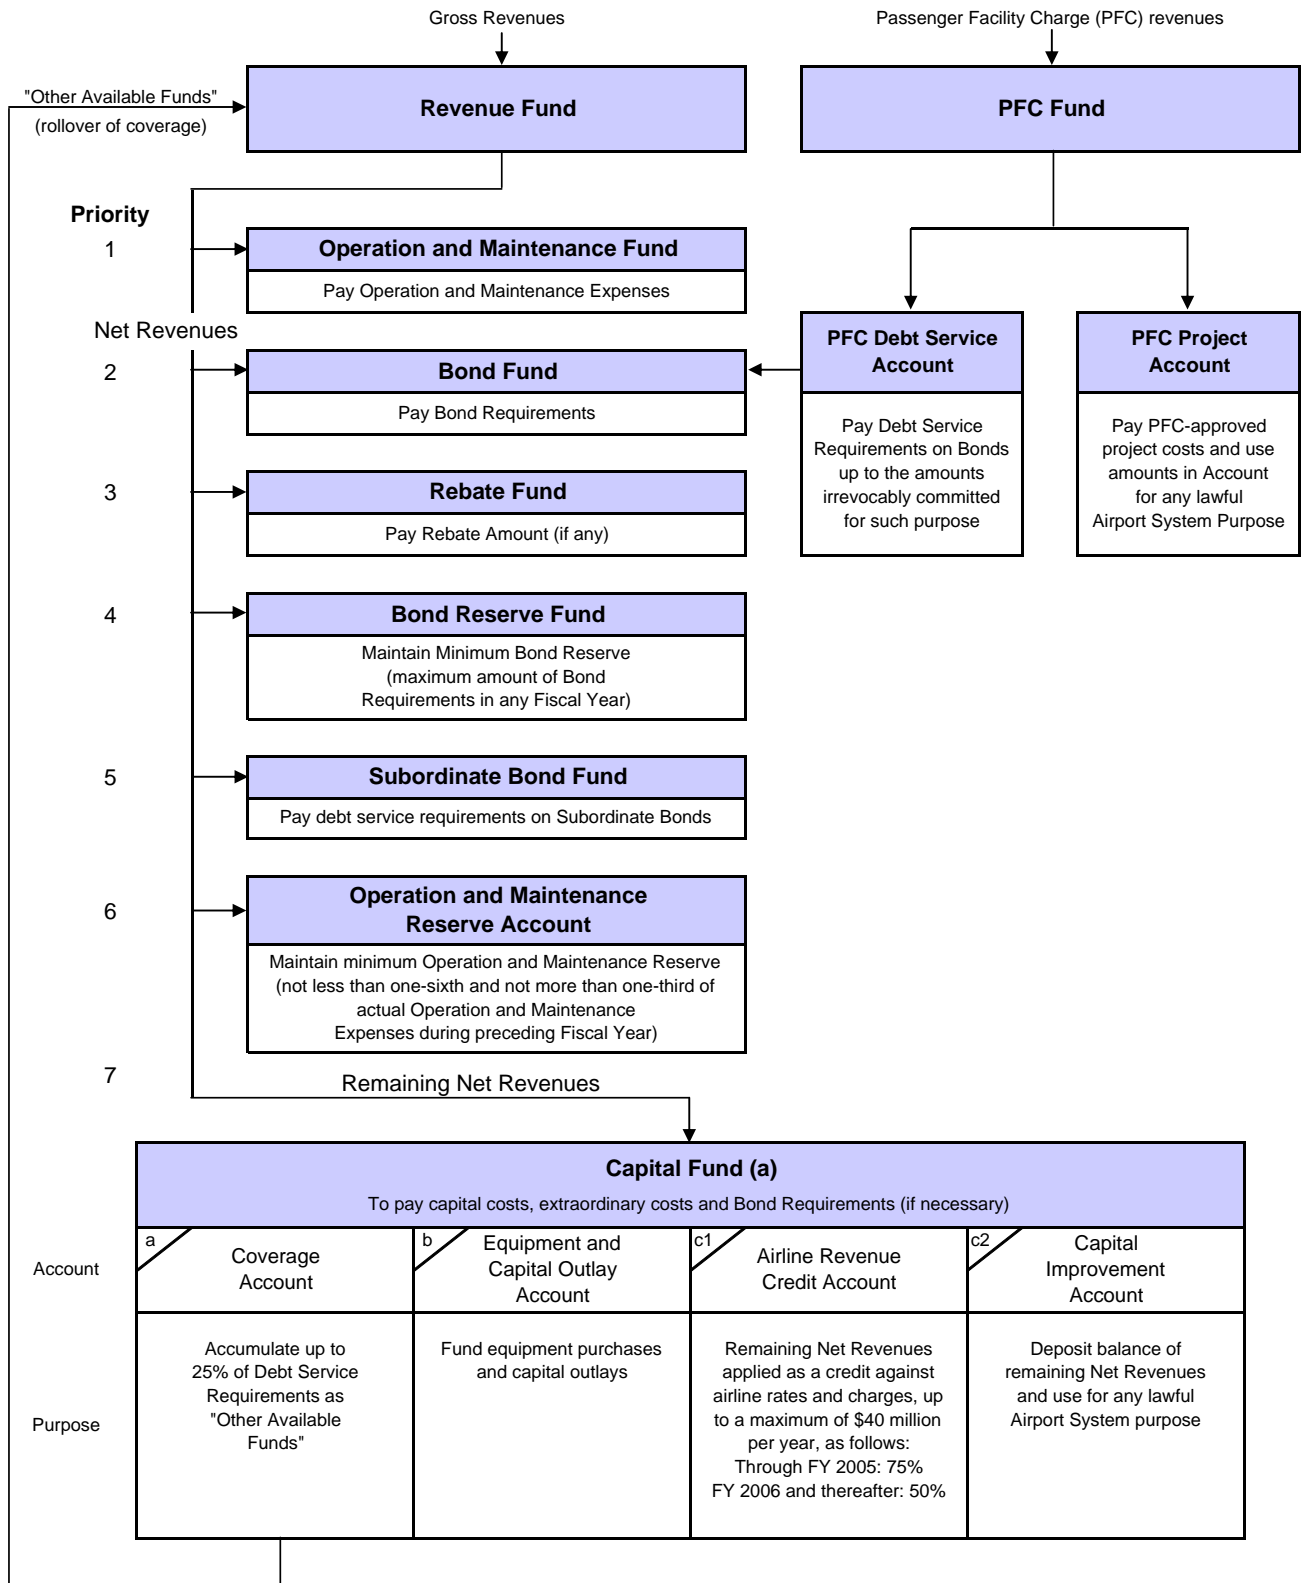 Gross Revenues
Passenger Facility Charge (PFC) revenues
"Other Available Funds"
(rollover of coverage)
Revenue Fund
PFC Fund
Priority
1
Operation and Maintenance Fund
Pay Operation and Maintenance Expenses
Net Revenues
2
Bond Fund
Pay Bond Requirements
PFC Debt Service
Account
Pay Debt Service
Requirements on Bonds
up to the amounts
irrevocably committed
for such purpose
PFC Project
Account
Pay PFC-approved
project costs and use
amounts in Account
for any lawful
Airport System Purpose
3
Rebate Fund
Pay Rebate Amount (if any)
4
Bond Reserve Fund
Maintain Minimum Bond Reserve
(maximum amount of Bond
Requirements in any Fiscal Year)
5
Subordinate Bond Fund
Pay debt service requirements on Subordinate Bonds
6
Operation and Maintenance
Reserve Account
Maintain minimum Operation and Maintenance Reserve
(not less than one-sixth and not more than one-third of
actual Operation and Maintenance
Expenses during preceding Fiscal Year)
7
Remaining Net Revenues
Capital Fund (a)
To pay capital costs, extraordinary costs and Bond Requirements (if necessary)
Account
a
Coverage
Account
b
Equipment and
Capital Outlay
Account
c1
Airline Revenue
Credit Account
c2
Capital
Improvement
Account
Purpose
Accumulate up to
25% of Debt Service
Requirements as
"Other Available
Funds"
Fund equipment purchases
and capital outlays
Remaining Net Revenues
applied as a credit against
airline rates and charges, up
to a maximum of $40 million
per year, as follows:
Through FY 2005: 75%
FY 2006 and thereafter: 50%
Deposit balance of
remaining Net Revenues
and use for any lawful
Airport System purpose